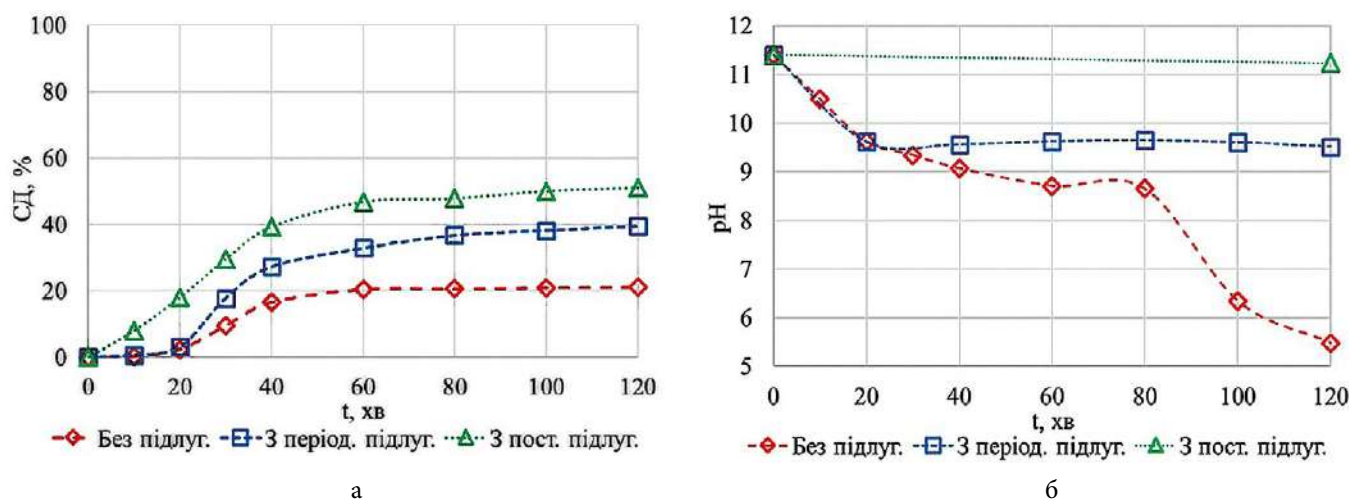 100
80
60
40
20
0
СД, %
0 20 40 60 80 100 120
t, хв
Без підлуг. З період. підлуг. З пост. підлуг.
а
12
11
10
9
8
7
6
5
pH
0 20 40 60 80 100 120
t, хв
Без підлуг. З період. підлуг. З пост. підлуг.
б